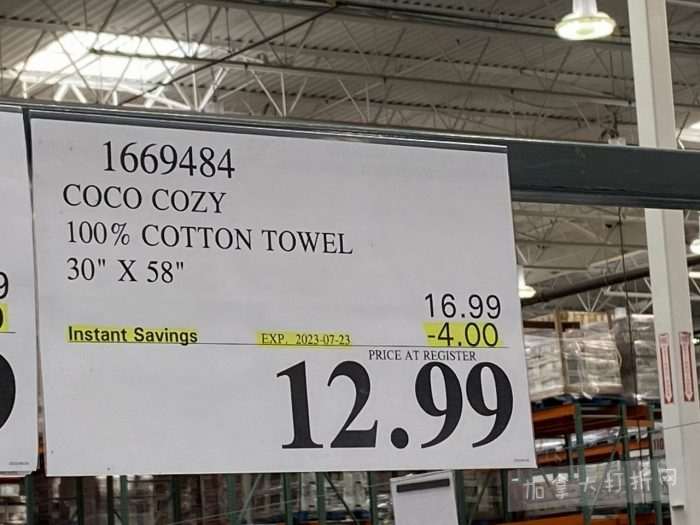 1669484
COCO COZY
100% COTTON TOWEL
30" X 58"
16.99
Instant Savings EXP. 2023-07-23 -4.00
PRICE AT REGISTER
12.99
9
加拿大打折网